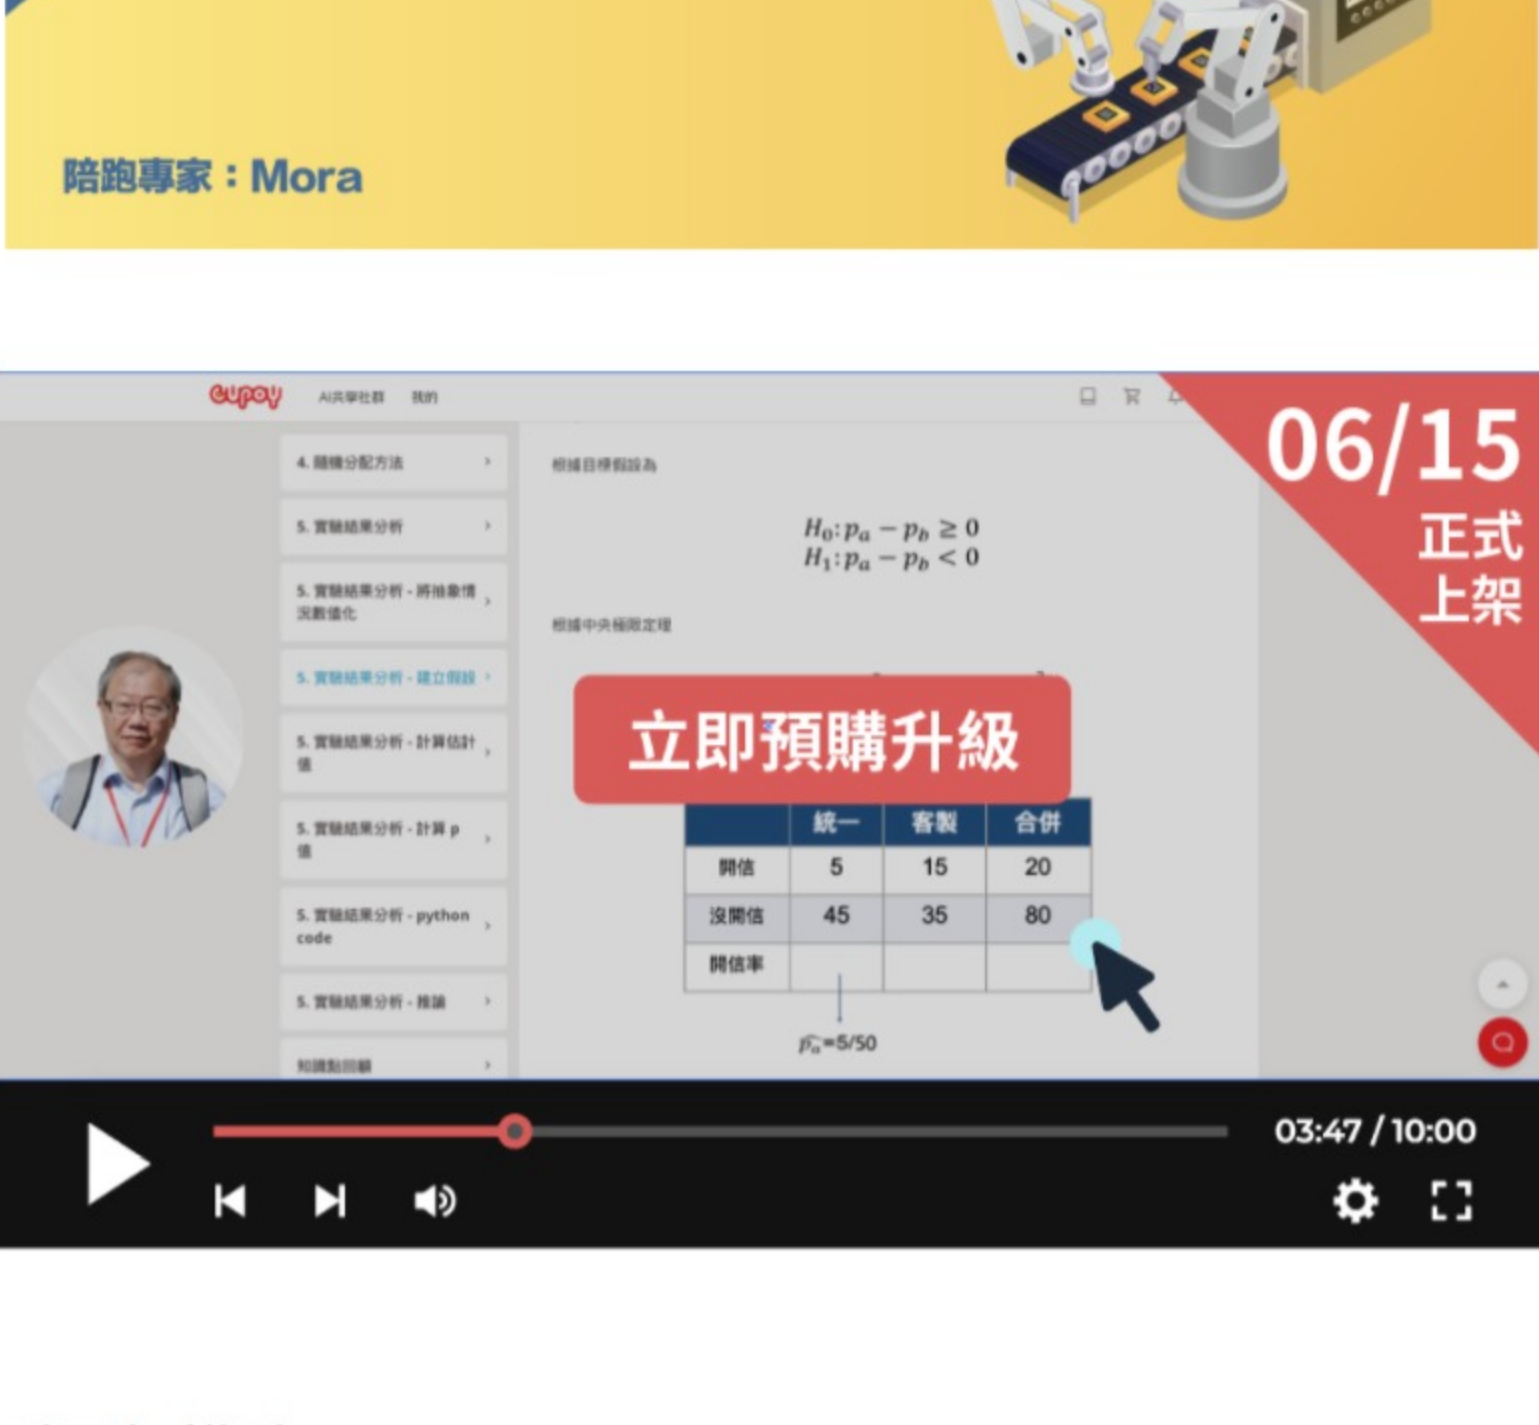 陪跑專家：Mora
cupoy AI共學社群 我的
06/15
正式
上架
4. 隨機分配方法
5. 實驗結果分析
5. 實驗結果分析 - 將抽象情
況數值化
5. 實驗結果分析 - 建立假設
5. 實驗結果分析 - 計算估計
值
5. 實驗結果分析 - 計算 p
值
5. 實驗結果分析 - python
code
5. 實驗結果分析 - 推論
知識點回顧
根據目標假設為
H₀: pₐ − p_b ≥ 0
H₁: pₐ − p_b < 0
根據中央極限定理
立即預購升級
統一 客製 合併
開信 5 15 20
沒開信 45 35 80
開信率
p̂ₐ=5/50
03:47 / 10:00